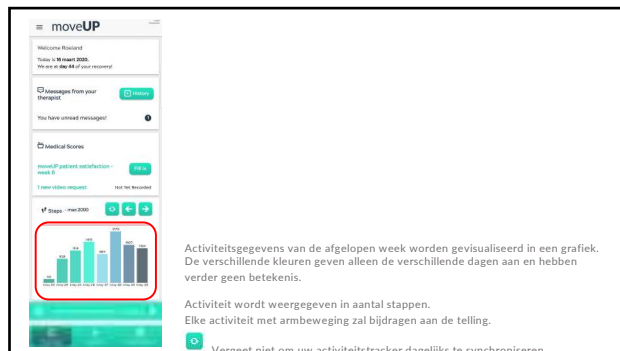 moveUP
Welcome Roeland
Today is 16 maart 2020.
We are at day 44 of your recovery!
Messages from your
therapist
History
You have unread messages!
Medical Scores
moveUP patient satisfaction -
week 6
Fill in
1 new video request
Not Yet Recorded
Steps - max 2000
Activiteitsgegevens van de afgelopen week worden gevisualiseerd in een grafiek.
De verschillende kleuren geven alleen de verschillende dagen aan en hebben
verder geen betekenis.
Activiteit wordt weergegeven in aantal stappen.
Elke activiteit met armbeweging zal bijdragen aan de telling.
Vergeet niet om uw activiteitstracker dagelijks te synchroniseren